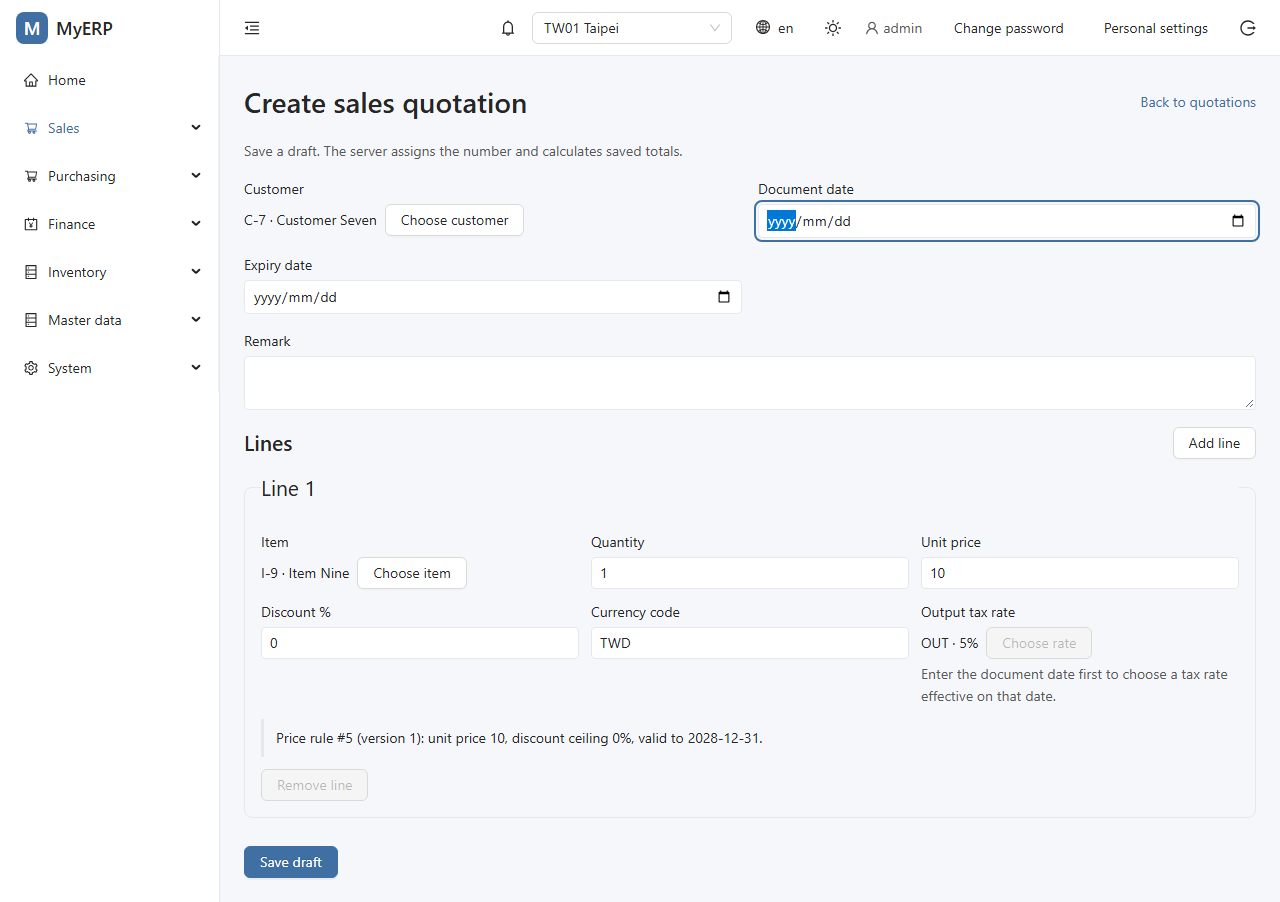 M MyERP
TW01 Taipei
en
admin
Change password
Personal settings
Home
Sales
Purchasing
Finance
Inventory
Master data
System
Create sales quotation
Back to quotations
Save a draft. The server assigns the number and calculates saved totals.
Customer
C-7 · Customer Seven
Choose customer
Document date
yyyy/mm/dd
Expiry date
yyyy/mm/dd
Remark
Lines
Add line
Line 1
Item
I-9 · Item Nine
Choose item
Quantity
1
Unit price
10
Discount %
0
Currency code
TWD
Output tax rate
OUT · 5%
Choose rate
Enter the document date first to choose a tax rate
effective on that date.
Price rule #5 (version 1): unit price 10, discount ceiling 0%, valid to 2028-12-31.
Remove line
Save draft